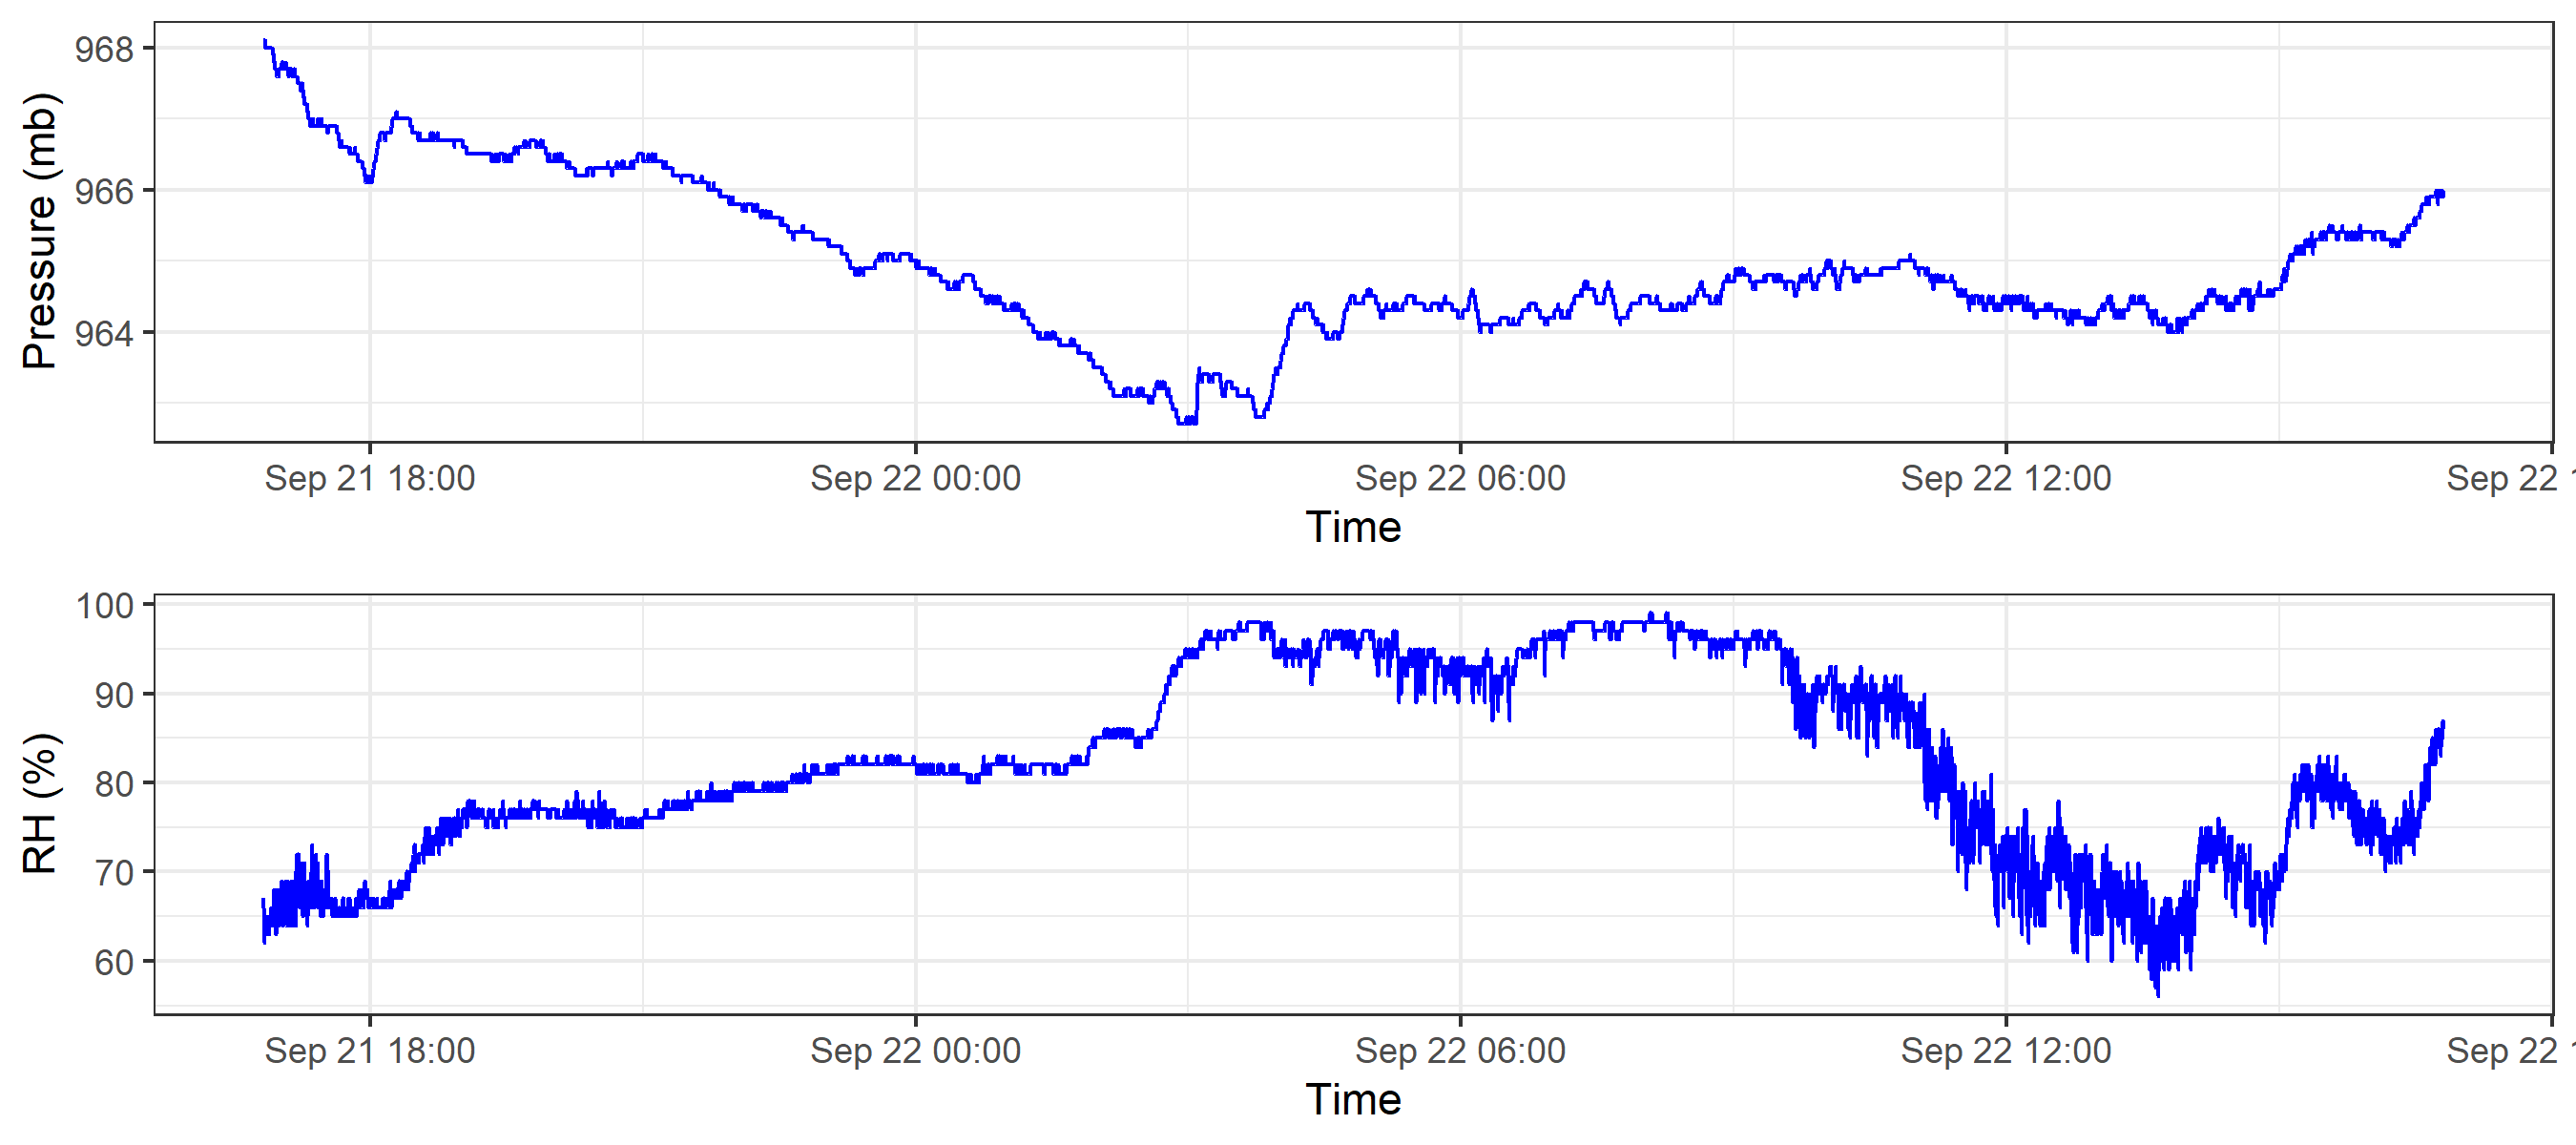 Pressure (mb)
968
966
964
Sep 21 18:00
Sep 22 00:00
Sep 22 06:00
Sep 22 12:00
Sep 22 1
Time
RH (%)
100
90
80
70
60
Sep 21 18:00
Sep 22 00:00
Sep 22 06:00
Sep 22 12:00
Sep 22 1
Time